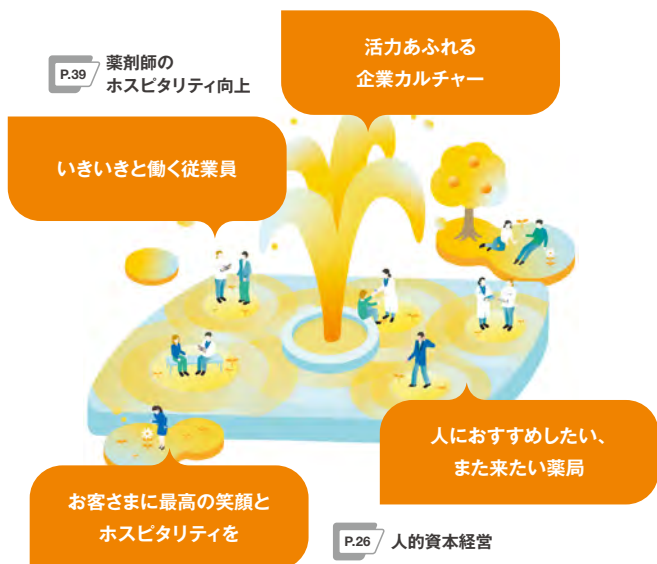 活力あふれる
企業カルチャー
P.39
薬剤師の
ホスピタリティ向上
いきいきと働く従業員
人におすすめしたい、
また来たい薬局
お客さまに最高の笑顔と
ホスピタリティを
P.26 人的資本経営